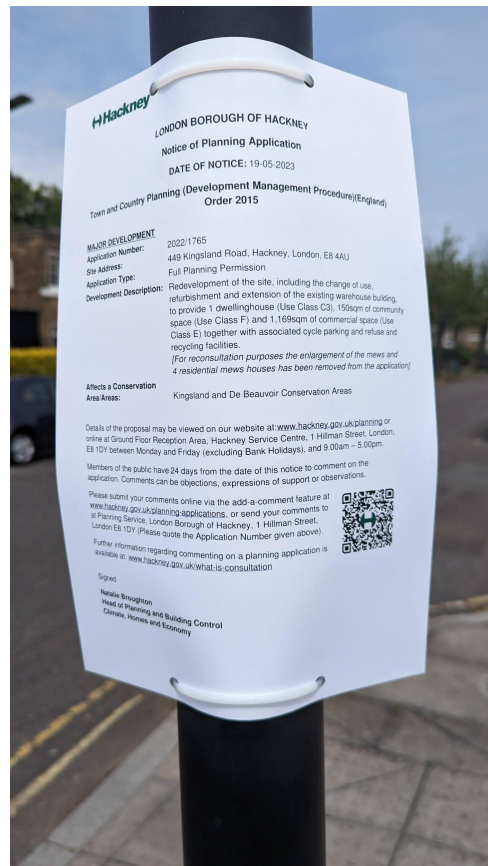 Hackney
LONDON BOROUGH OF HACKNEY
Notice of Planning Application
DATE OF NOTICE: 19-05-2023
Town and Country Planning (Development Management Procedure)(England)
Order 2015
MAJOR DEVELOPMENT
Application Number: 2022/1765
Site Address: 449 Kingsland Road, Hackney, London, E8 4AU
Application Type: Full Planning Permission
Development Description: Redevelopment of the site, including the change of use,
refurbishment and extension of the existing warehouse building,
to provide 1 dwellinghouse (Use Class C3), 150sqm of community
space (Use Class F) and 1,169sqm of commercial space (Use
Class E) together with associated cycle parking and refuse and
recycling facilities.
[For reconsultation purposes the enlargement of the mews and
4 residential mews houses has been removed from the application]
Affects a Conservation
Area/Areas: Kingsland and De Beauvoir Conservation Areas
Details of the proposal may be viewed on our website at:www.hackney.gov.uk/planning or
online at Ground Floor Reception Area, Hackney Service Centre, 1 Hillman Street, London,
E8 1DY between Monday and Friday (excluding Bank Holidays), and 9.00am – 5.00pm.
Members of the public have 24 days from the date of this notice to comment on the
application. Comments can be objections, expressions of support or observations.
Please submit your comments online via the add-a-comment feature at
www.hackney.gov.uk/planning-applications, or send your comments to
at Planning Service, London Borough of Hackney, 1 Hillman Street,
London E8 1DY (Please quote the Application Number given above).
Further information regarding commenting on a planning application is
available at: www.hackney.gov.uk/what-is-consultation
Signed
Natalie Broughton
Head of Planning and Building Control
Climate, Homes and Economy